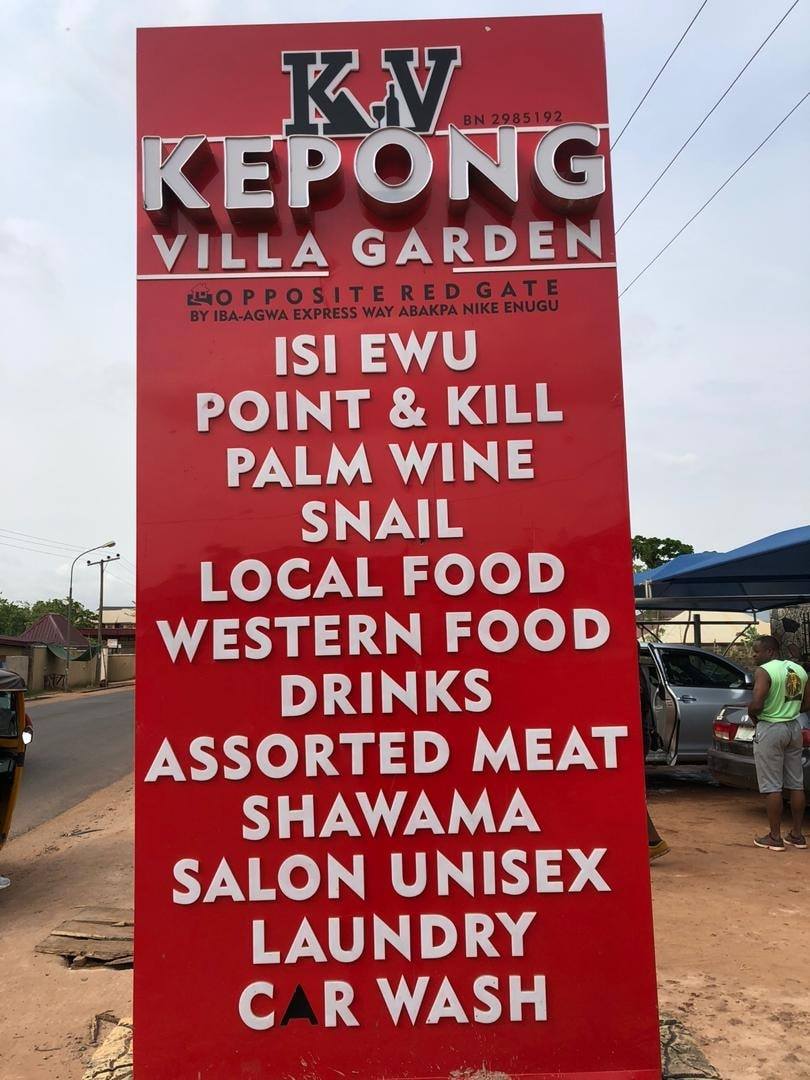 KV
BN 2985192
KEPONG
VILLA GARDEN
OPPOSITE RED GATE
BY IBA-AGWA EXPRESS WAY ABAKPA NIKE ENUGU
ISI EWU
POINT & KILL
PALM WINE
SNAIL
LOCAL FOOD
WESTERN FOOD
DRINKS
ASSORTED MEAT
SHAWAMA
SALON UNISEX
LAUNDRY
CAR WASH